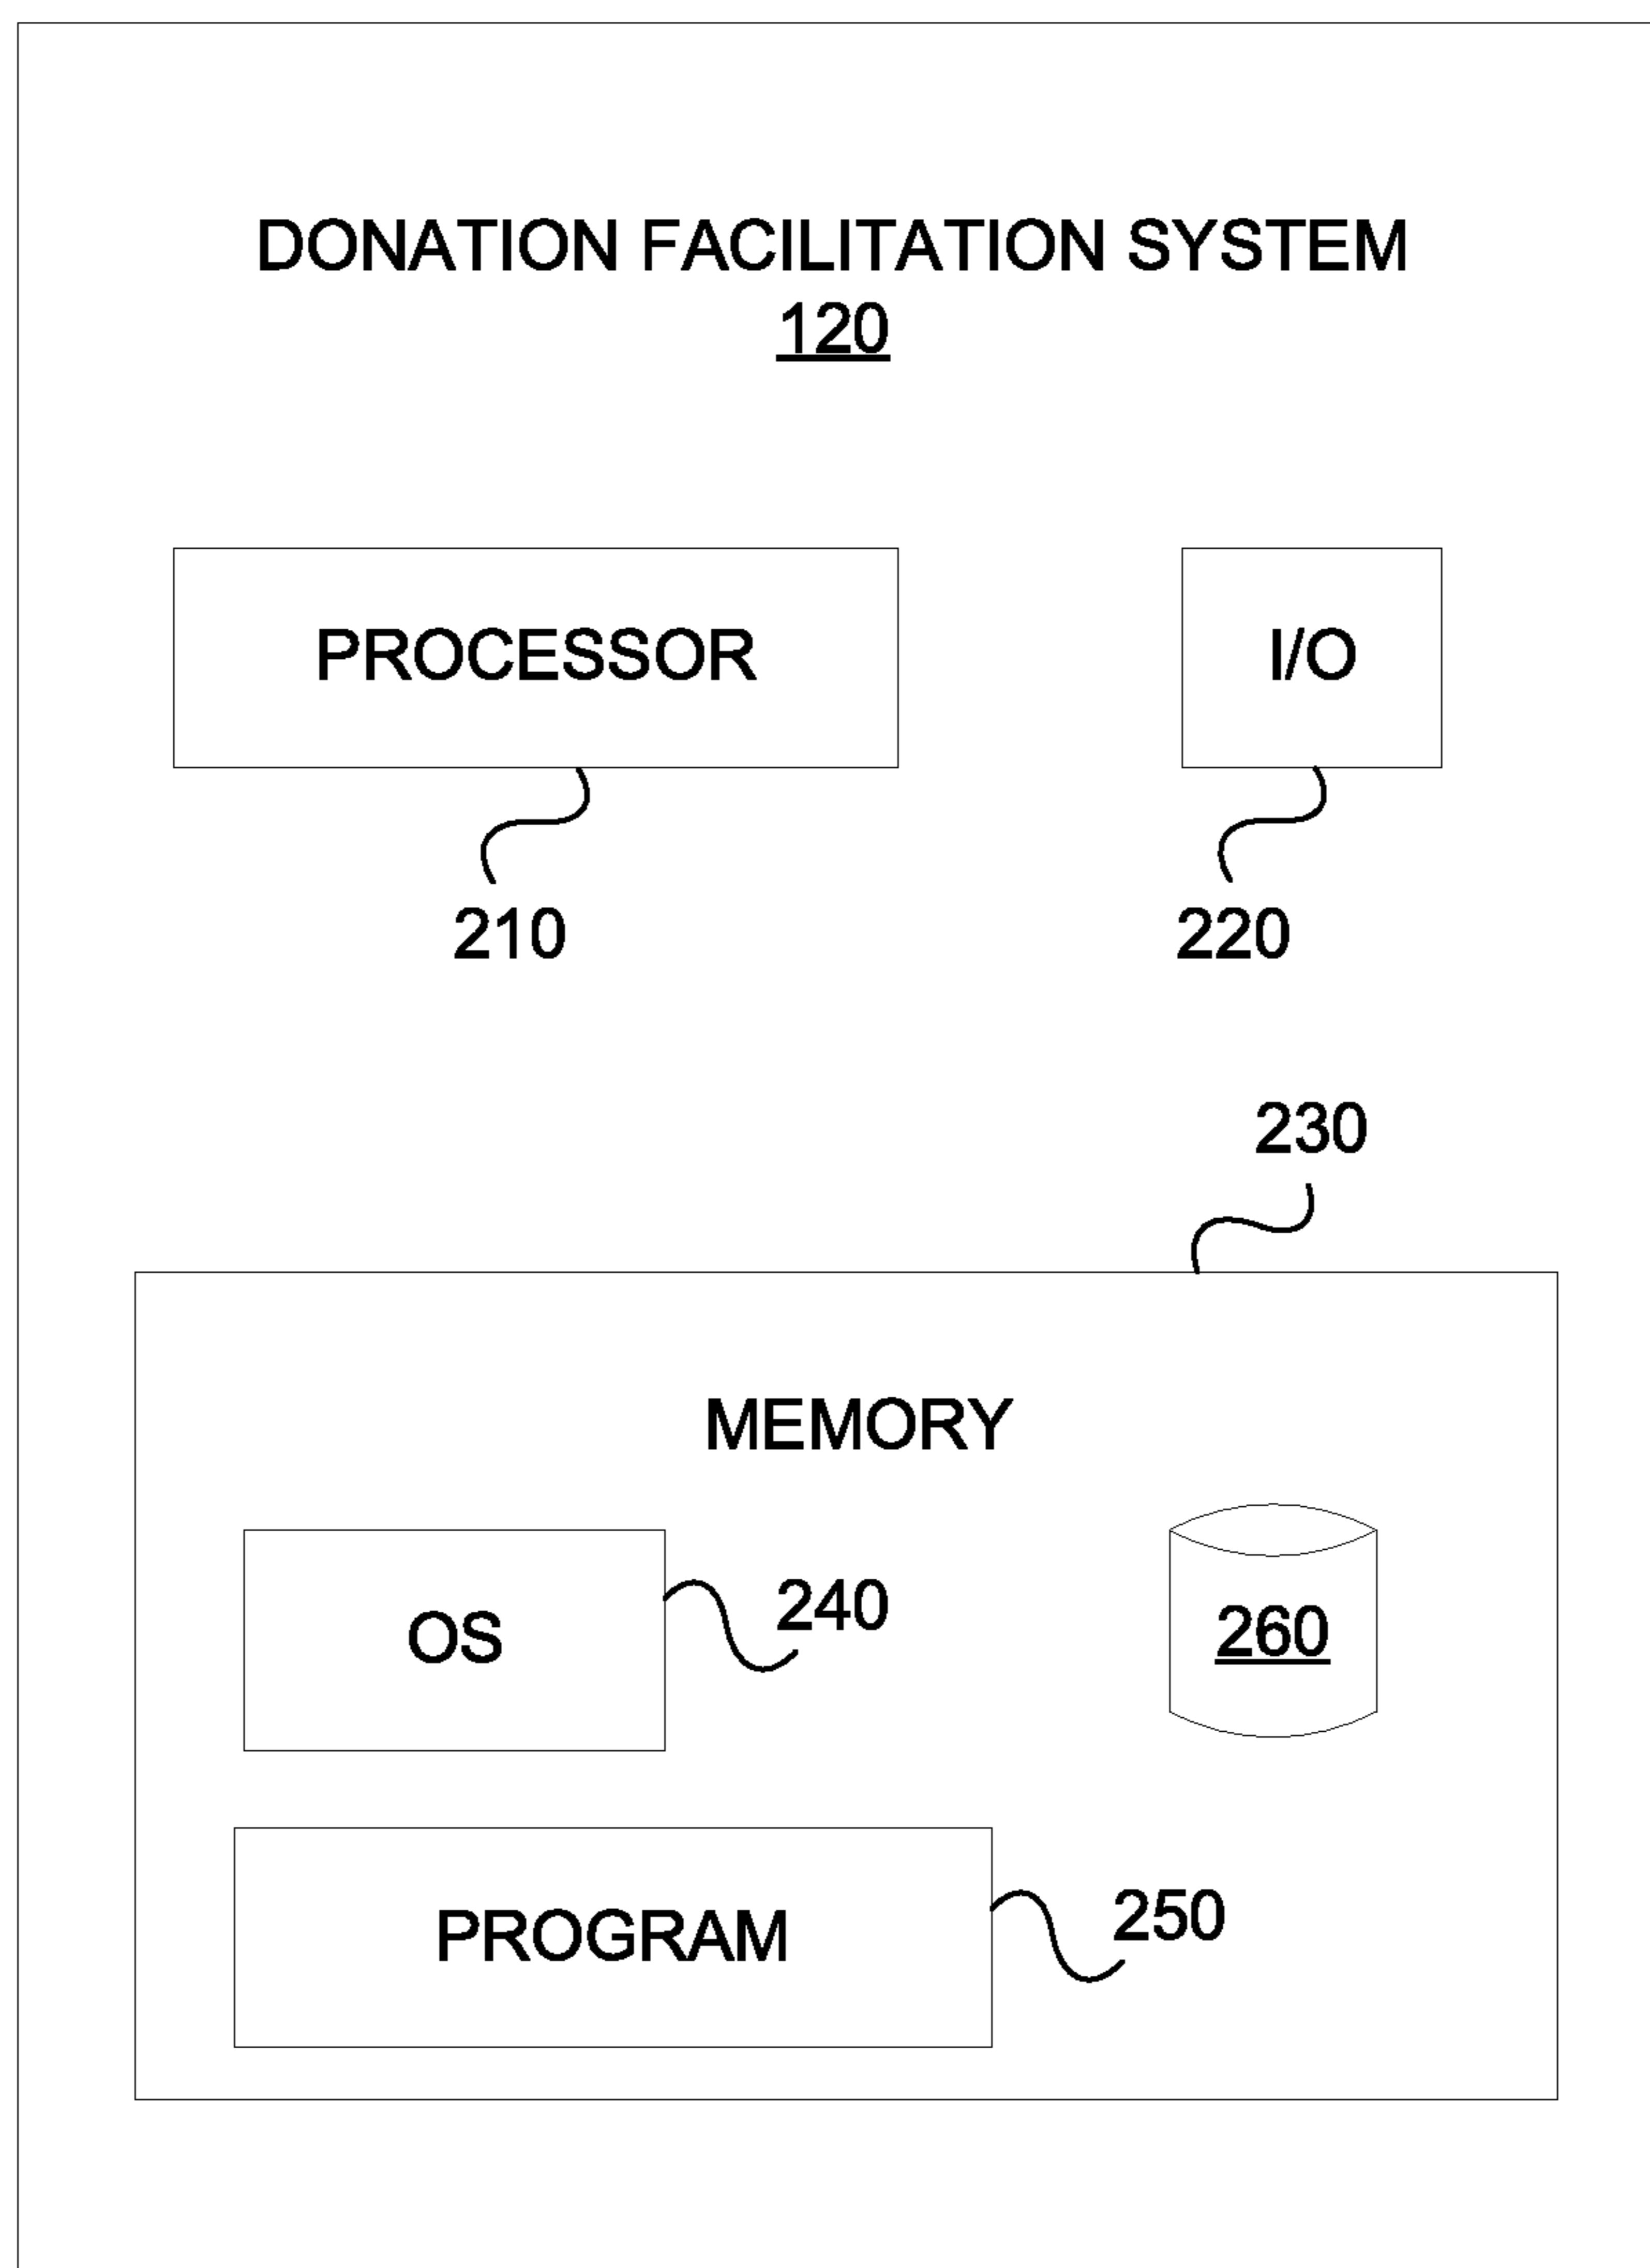 DONATION FACILITATION SYSTEM
120
PROCESSOR
I/O
210
220
230
MEMORY
OS
240
260
PROGRAM
250